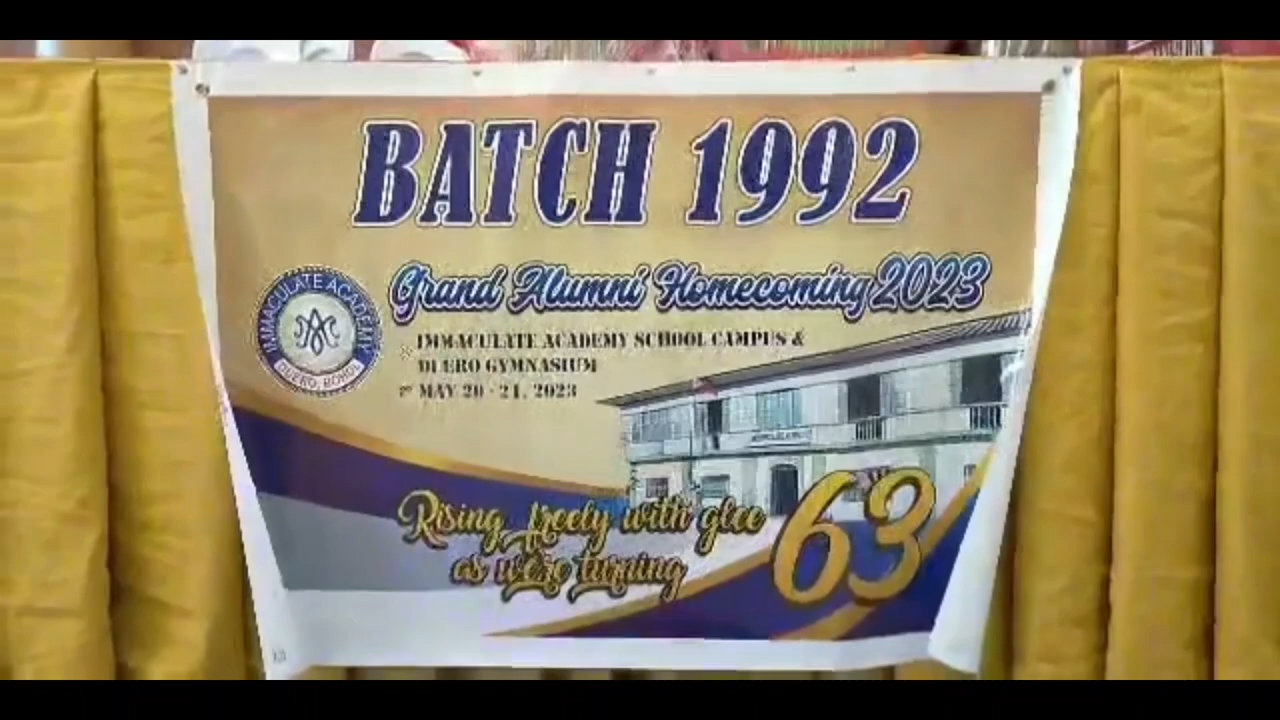 BATCH 1992
Grand Alumni Homecoming 2023
IMMACULATE ACADEMY
DUERO, BOHOL
IMMACULATE ACADEMY SCHOOL CAMPUS &
DUERO GYMNASIUM
MAY 20 - 21, 2023
Rising freely with glee
as we're turning
63